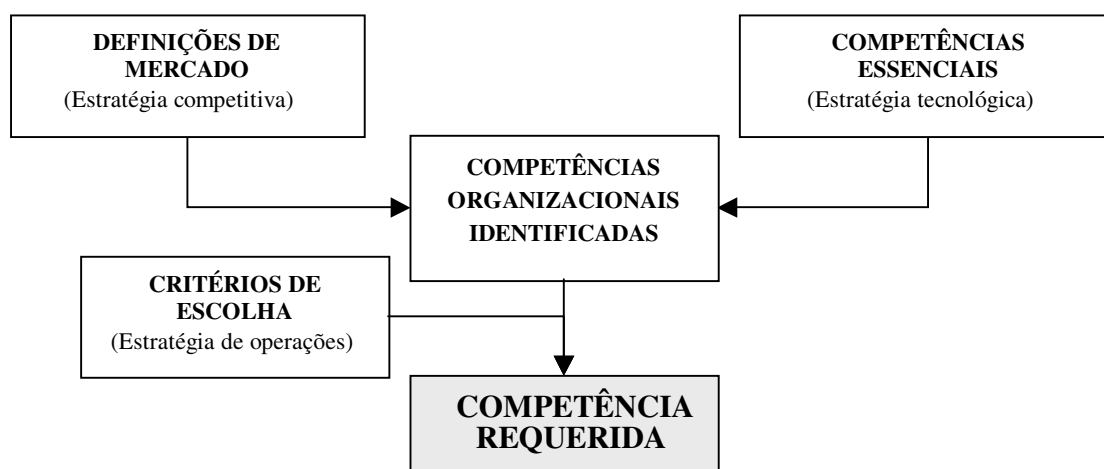 DEFINIÇÕES DE
MERCADO
(Estratégia competitiva)
COMPETÊNCIAS
ESSENCIAIS
(Estratégia tecnológica)
COMPETÊNCIAS
ORGANIZACIONAIS
IDENTIFICADAS
CRITÉRIOS DE
ESCOLHA
(Estratégia de operações)
COMPETÊNCIA
REQUERIDA